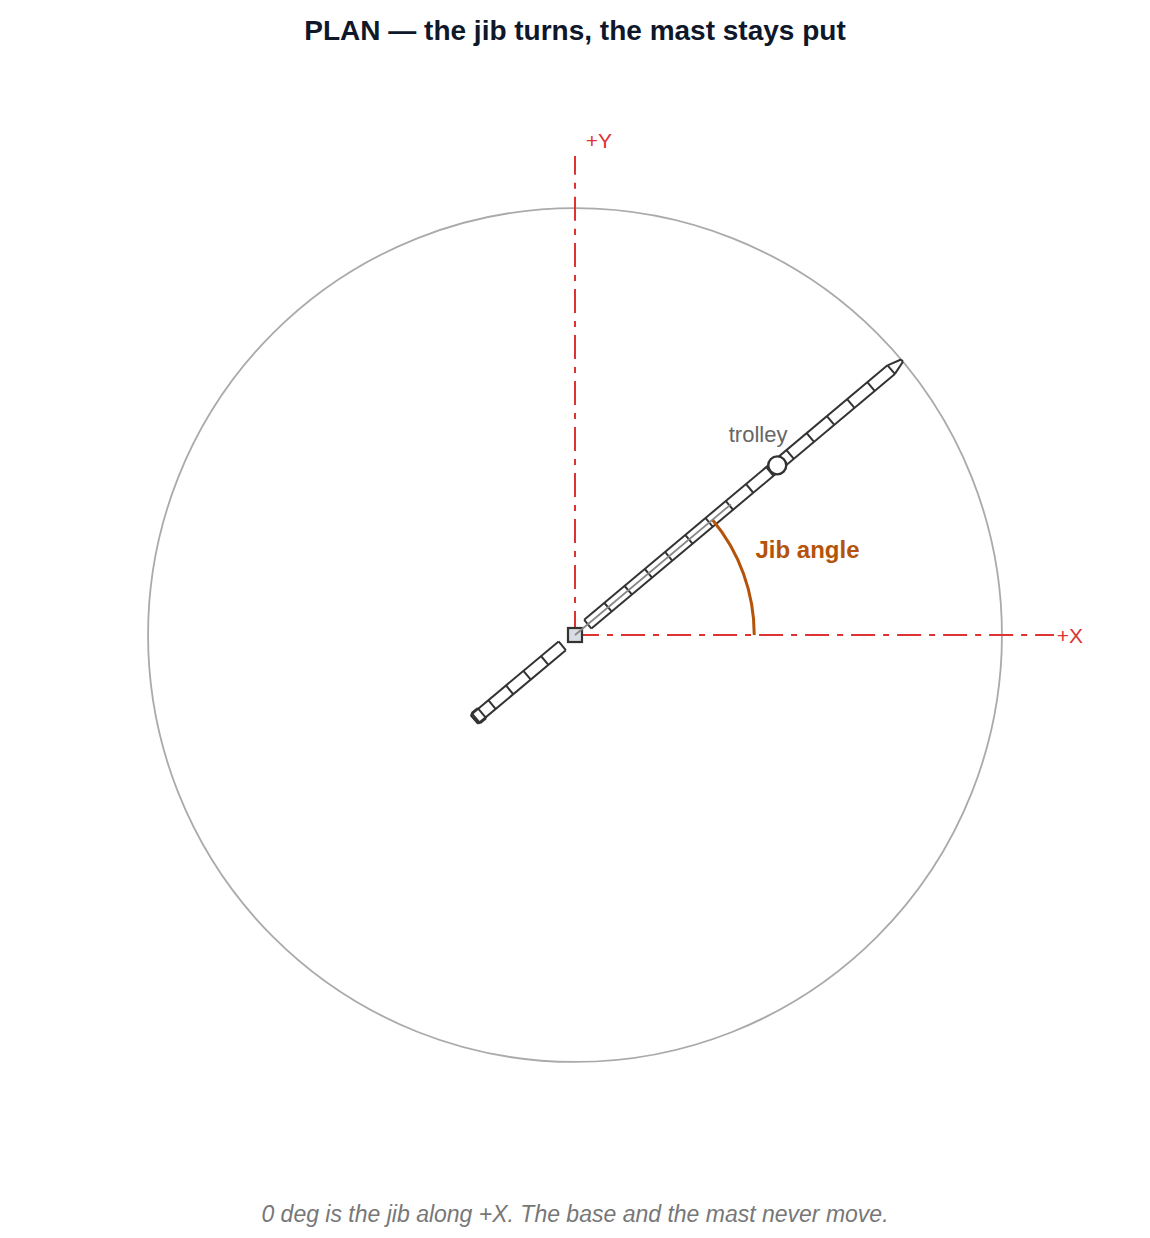 PLAN — the jib turns, the mast stays put
+Y
trolley
Jib angle
+X
0 deg is the jib along +X. The base and the mast never move.